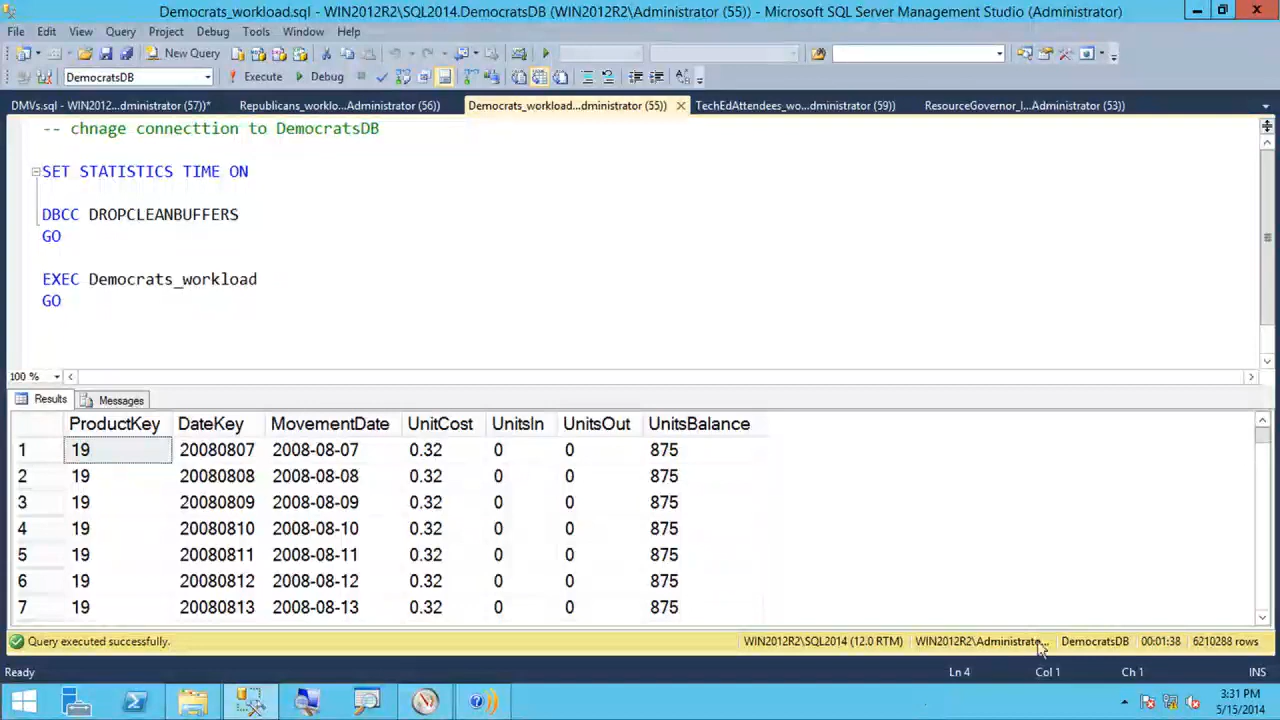 Democrats_workload.sql - WIN2012R2\SQL2014.DemocratsDB (WIN2012R2\Administrator (55)) - Microsoft SQL Server Management Studio (Administrator)
File Edit View Query Project Debug Tools Window Help
New Query
DemocratsDB Execute Debug
DMVs.sql - WIN2012...dministrator (57))* Republicans_worklo...Administrator (56)) Democrats_workload...dministrator (55)) TechEdAttendees_wo...dministrator (59)) ResourceGovernor_I...Administrator (53))
-- chnage connecttion to DemocratsDB
SET STATISTICS TIME ON
DBCC DROPCLEANBUFFERS
GO
EXEC Democrats_workload
GO
100 %
Results Messages
ProductKey DateKey MovementDate UnitCost UnitsIn UnitsOut UnitsBalance
1 19 20080807 2008-08-07 0.32 0 0 875
2 19 20080808 2008-08-08 0.32 0 0 875
3 19 20080809 2008-08-09 0.32 0 0 875
4 19 20080810 2008-08-10 0.32 0 0 875
5 19 20080811 2008-08-11 0.32 0 0 875
6 19 20080812 2008-08-12 0.32 0 0 875
7 19 20080813 2008-08-13 0.32 0 0 875
Query executed successfully. WIN2012R2\SQL2014 (12.0 RTM) WIN2012R2\Administrato... DemocratsDB 00:01:38 6210288 rows
Ready Ln 4 Col 1 Ch 1 INS
3:31 PM
5/15/2014